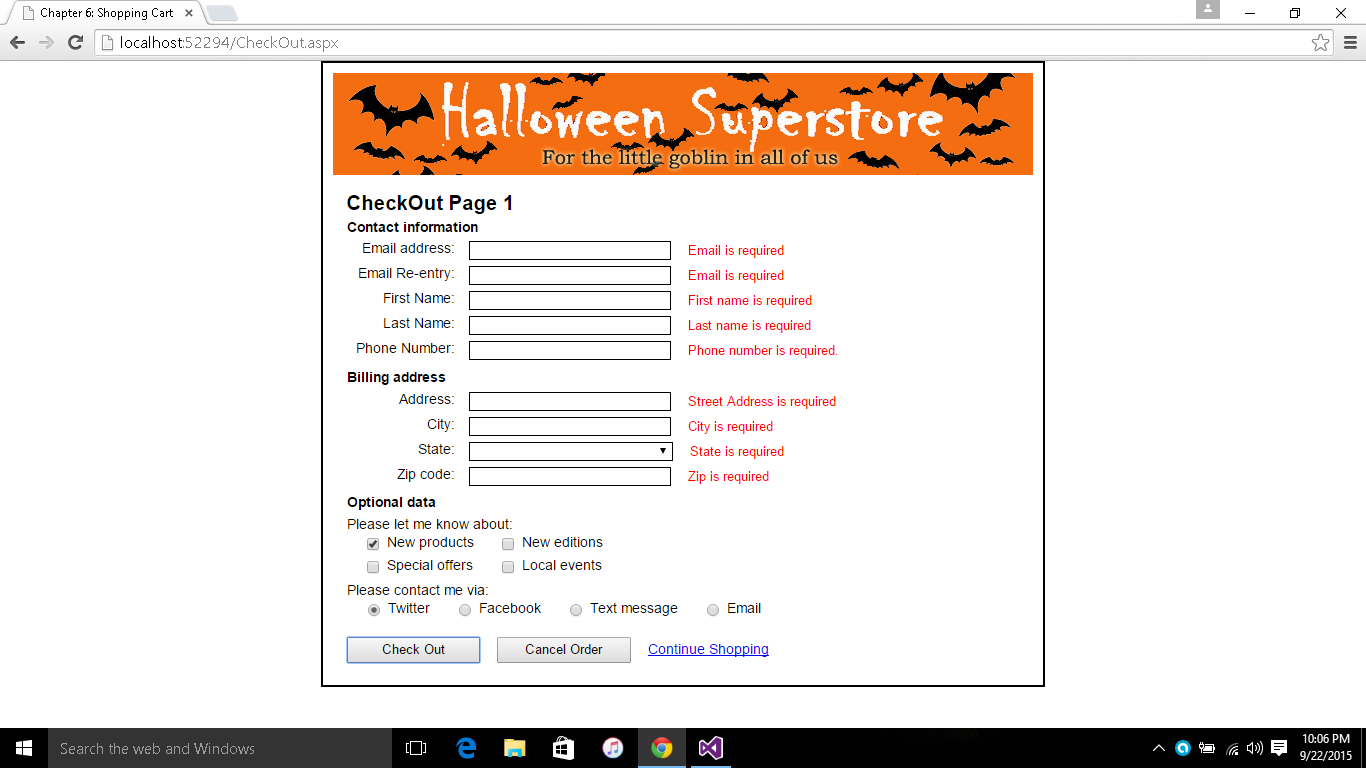 Chapter 6: Shopping Cart
localhost:52294/CheckOut.aspx
Halloween Superstore
For the little goblin in all of us
CheckOut Page 1
Contact information
Email address: Email is required
Email Re-entry: Email is required
First Name: First name is required
Last Name: Last name is required
Phone Number: Phone number is required.
Billing address
Address: Street Address is required
City: City is required
State: State is required
Zip code: Zip is required
Optional data
Please let me know about:
New products New editions
Special offers Local events
Please contact me via:
Twitter Facebook Text message Email
Check Out Cancel Order Continue Shopping
Search the web and Windows
10:06 PM
9/22/2015